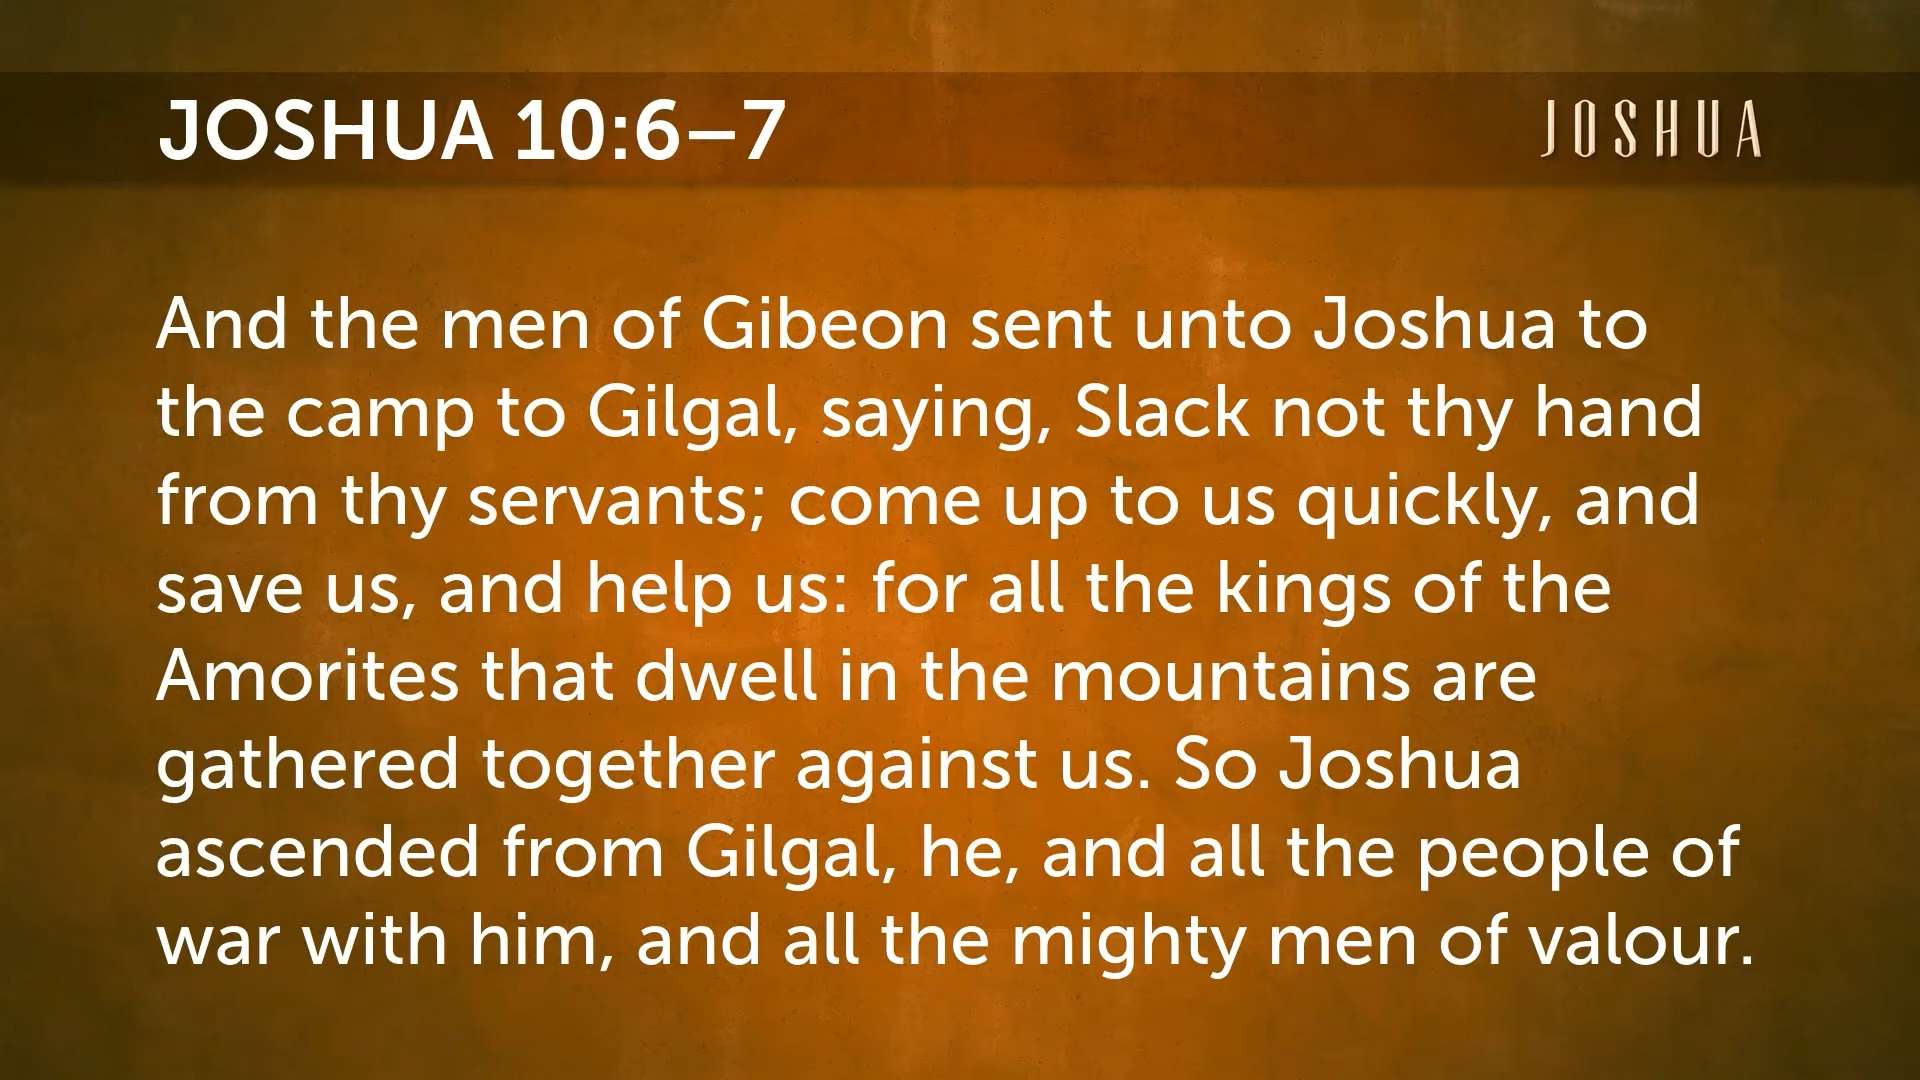 JOSHUA 10:6–7
JOSHUA
And the men of Gibeon sent unto Joshua to
the camp to Gilgal, saying, Slack not thy hand
from thy servants; come up to us quickly, and
save us, and help us: for all the kings of the
Amorites that dwell in the mountains are
gathered together against us. So Joshua
ascended from Gilgal, he, and all the people of
war with him, and all the mighty men of valour.